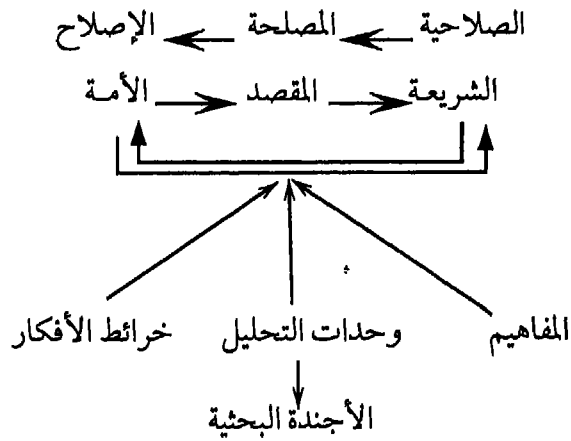 الصلاحية المصلحة الإصلاح
الشريعة المقصد الأمة
المفاهيم وحدات التحليل خرائط الأفكار
الأجندة البحثية